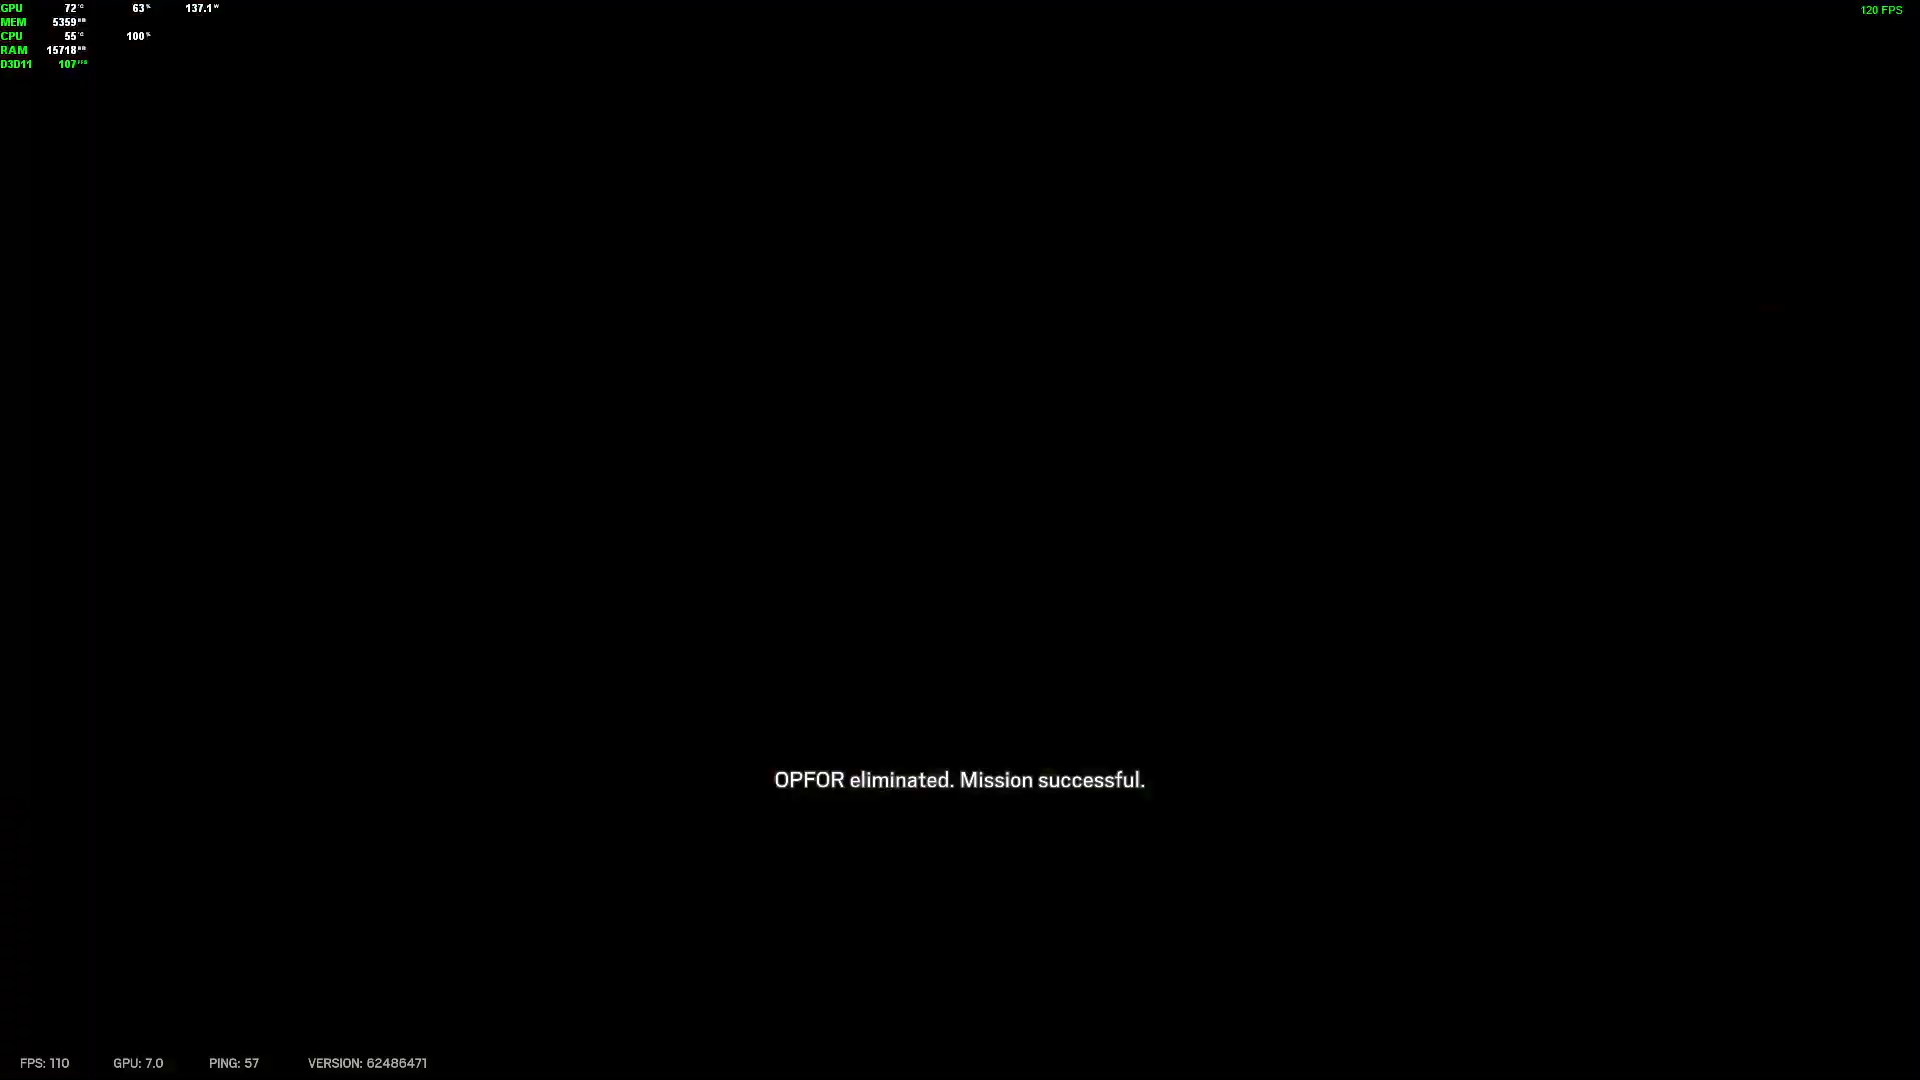 GPU 72°C 63% 137.1W
MEM 5359MB
CPU 55°C 100%
RAM 15718MB
D3D11 107FPS
120 FPS
OPFOR eliminated. Mission successful.
FPS: 110 GPU: 7.0 PING: 57 VERSION: 62486471